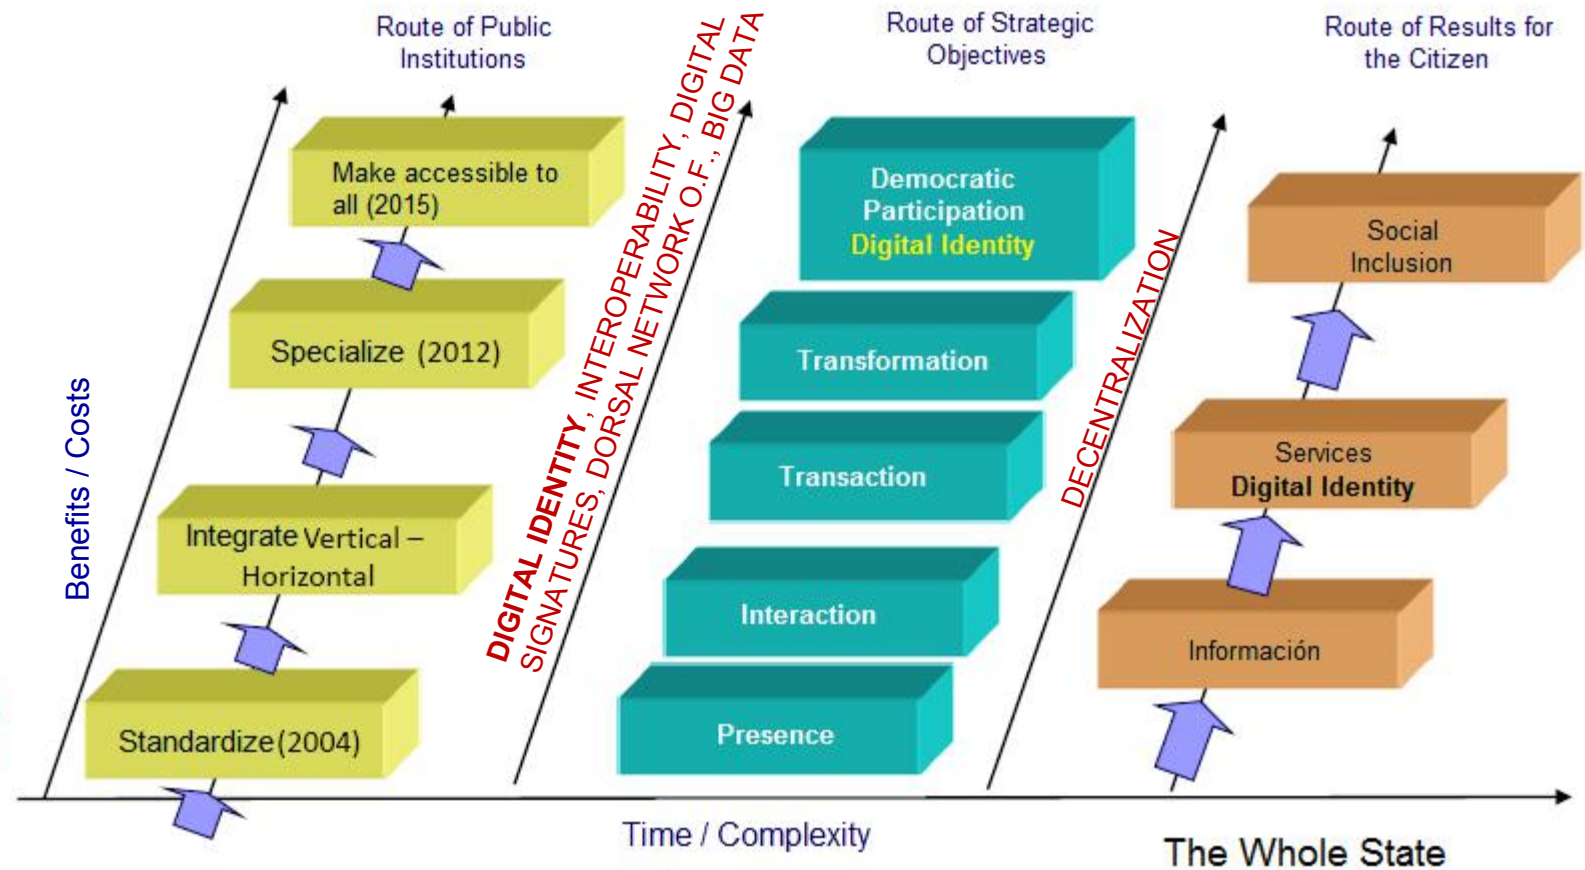 Route of Public
Institutions
Make accessible to
all (2015)
Specialize (2012)
Integrate Vertical –
Horizontal
Standardize (2004)
Benefits / Costs
DIGITAL IDENTITY, INTEROPERABILITY, DIGITAL
SIGNATURES, DORSAL NETWORK O.F., BIG DATA
Route of Strategic
Objectives
Democratic
Participation
Digital Identity
Transformation
Transaction
Interaction
Presence
DECENTRALIZATION
Route of Results for
the Citizen
Social
Inclusion
Services
Digital Identity
Información
Time / Complexity
The Whole State